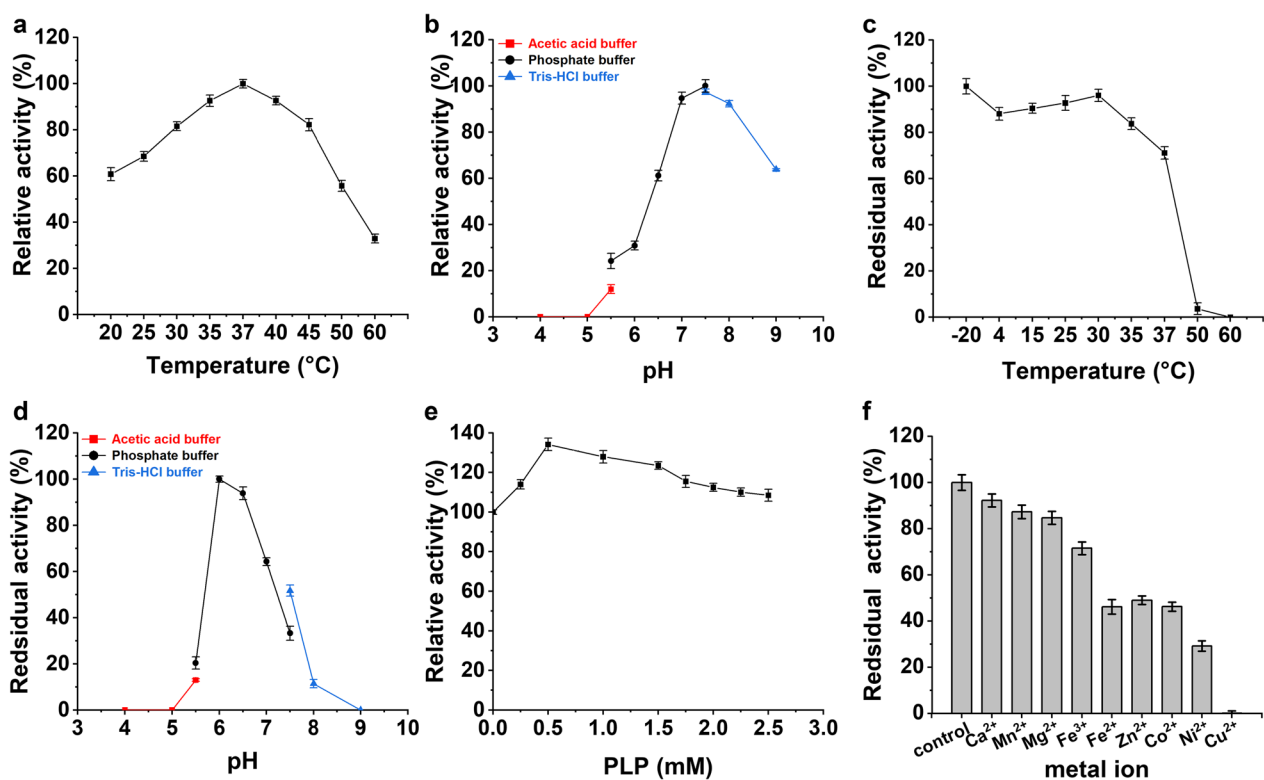 a
Relative activity (%)
120
100
80
60
40
20
0
20 25 30 35 37 40 45 50 60
Temperature (°C)
b
Relative activity (%)
Acetic acid buffer
Phosphate buffer
Tris-HCl buffer
120
100
80
60
40
20
0
3 4 5 6 7 8 9 10
pH
c
Redsidual activity (%)
120
100
80
60
40
20
0
-20 4 15 25 30 35 37 50 60
Temperature (°C)
d
Redsidual activity (%)
Acetic acid buffer
Phosphate buffer
Tris-HCl buffer
120
100
80
60
40
20
0
3 4 5 6 7 8 9 10
pH
e
Relative activity (%)
140
120
100
80
60
40
20
0
0.0 0.5 1.0 1.5 2.0 2.5 3.0
PLP (mM)
f
Redsidual activity (%)
120
100
80
60
40
20
0
control Ca²⁺ Mn²⁺ Mg²⁺ Fe³⁺ Fe²⁺ Zn²⁺ Co²⁺ Ni²⁺ Cu²⁺
metal ion